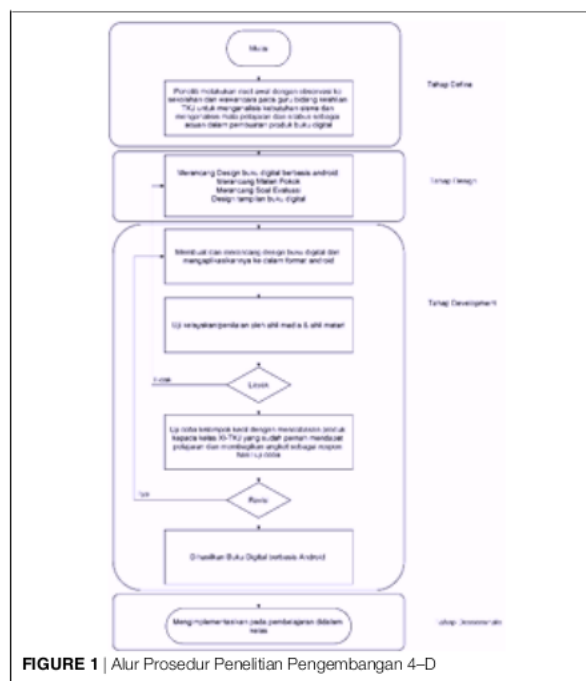 Mulai
Peneliti melakukan riset awal dengan observasi ke
sekolahan dan wawancara pada guru bidang keahlian
TKJ untuk menganalisis kebutuhan siswa dan
menganalisis mata pelajaran dan silabus sebagai
acuan dalam pembuatan produk buku digital
Tahap Define
Merancang Design buku digital berbasis android
Merancang Materi Pokok
Merancang Soal Evaluasi
Design tampilan buku digital
Tahap Design
Membuat dan merancang design buku digital dan
mengaplikasikannya ke dalam format android
Tahap Development
Uji kelayakan/penilaian oleh ahli media & ahli materi
Tidak
Layak
Uji coba kelompok kecil dengan mencobakan produk
kepada kelas XI-TKJ yang sudah pernah mendapat
pelajaran dan membagikan angket sebagai respon
hasil uji coba
Ya
Revisi
Dihasilkan Buku Digital berbasis Android
Mengimplementasikan pada pembelajaran didalam
kelas
Tahap
FIGURE 1 | Alur Prosedur Penelitian Pengembangan 4–D